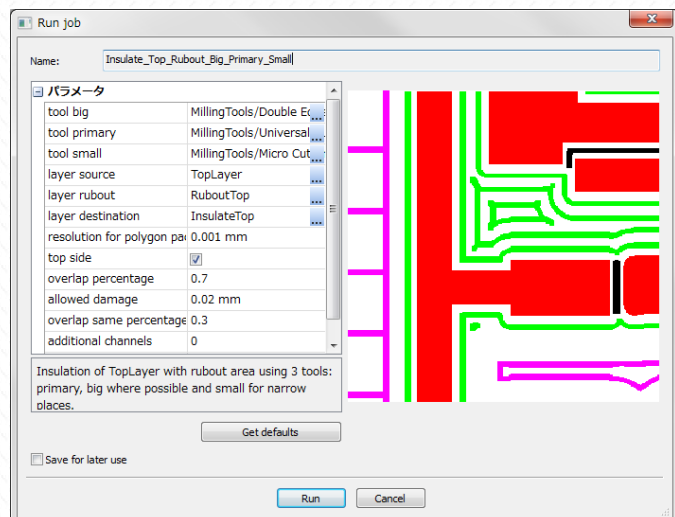 Run job
Name: Insulate_Top_Rubout_Big_Primary_Small
パラメータ
tool big MillingTools/Double E ...
tool primary MillingTools/Universal ...
tool small MillingTools/Micro Cut ...
layer source TopLayer ...
layer rubout RuboutTop ...
layer destination InsulateTop ...
resolution for polygon pa 0.001 mm
top side
overlap percentage 0.7
allowed damage 0.02 mm
overlap same percentage 0.3
additional channels 0
Insulation of TopLayer with rubout area using 3 tools:
primary, big where possible and small for narrow
places.
Get defaults
Save for later use
Run Cancel